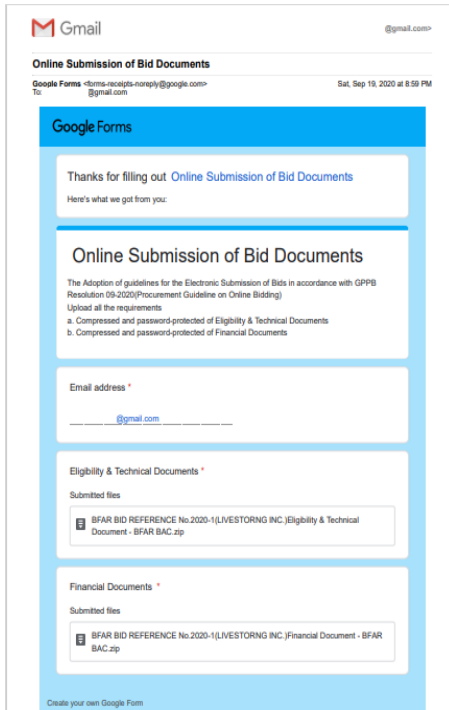 Gmail
@gmail.com>
Online Submission of Bid Documents
Google Forms <forms-receipts-noreply@google.com>
Sat, Sep 19, 2020 at 8:59 PM
To: @gmail.com
Google Forms
Thanks for filling out Online Submission of Bid Documents
Here's what we got from you:
Online Submission of Bid Documents
The Adoption of guidelines for the Electronic Submission of Bids in accordance with GPPB
Resolution 09-2020(Procurement Guideline on Online Bidding)
Upload all the requirements
a. Compressed and password-protected of Eligibility & Technical Documents
b. Compressed and password-protected of Financial Documents
Email address *
@gmail.com
Eligibility & Technical Documents *
Submitted files
BFAR BID REFERENCE No.2020-1(LIVESTORNG INC.)Eligibility & Technical
Document - BFAR BAC.zip
Financial Documents *
Submitted files
BFAR BID REFERENCE No.2020-1(LIVESTORNG INC.)Financial Document - BFAR
BAC.zip
Create your own Google Form